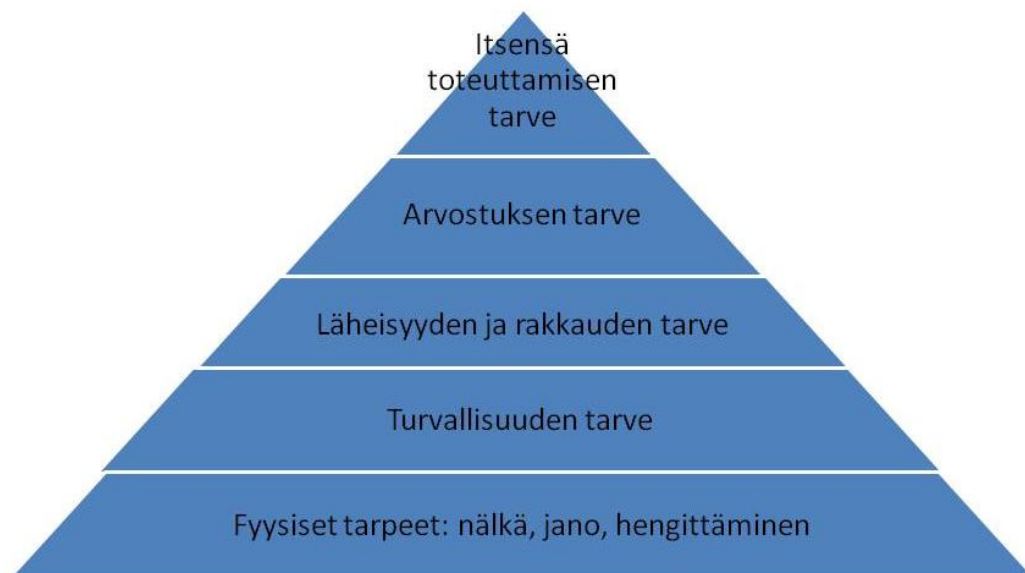 Itsensä
toteuttamisen
tarve
Arvostuksen tarve
Läheisyyden ja rakkauden tarve
Turvallisuuden tarve
Fyysiset tarpeet: nälkä, jano, hengittäminen